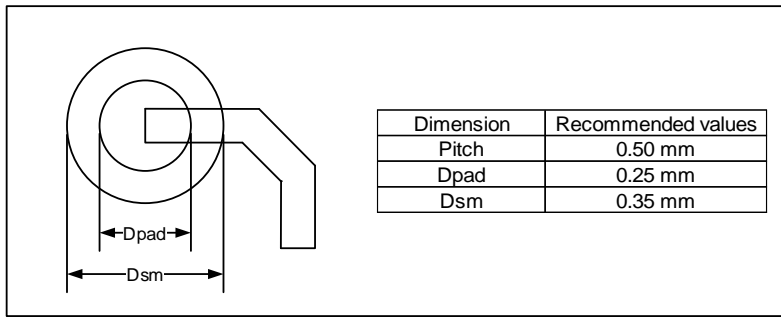 Dimension Recommended values
Pitch 0.50 mm
Dpad 0.25 mm
Dsm 0.35 mm
Dpad
Dsm